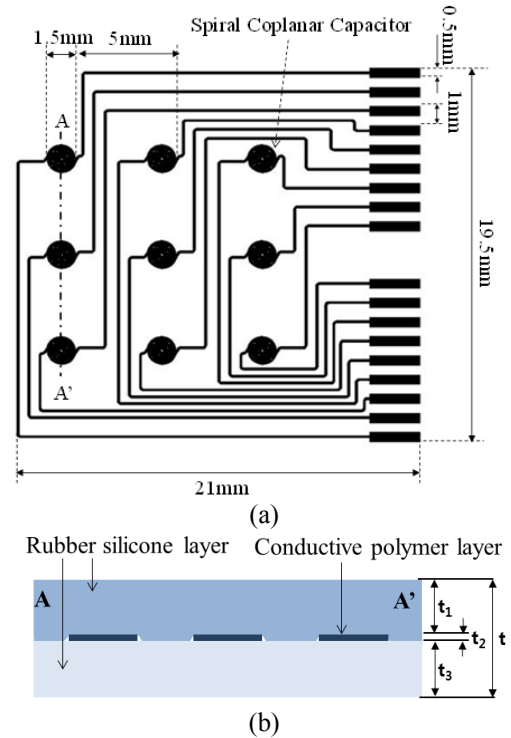 Spiral Coplanar Capacitor
0.5mm
1.5mm
5mm
A
1mm
19.5mm
A'
21mm
(a)
Rubber silicone layer
Conductive polymer layer
A
A'
t1
t2
t
t3
(b)